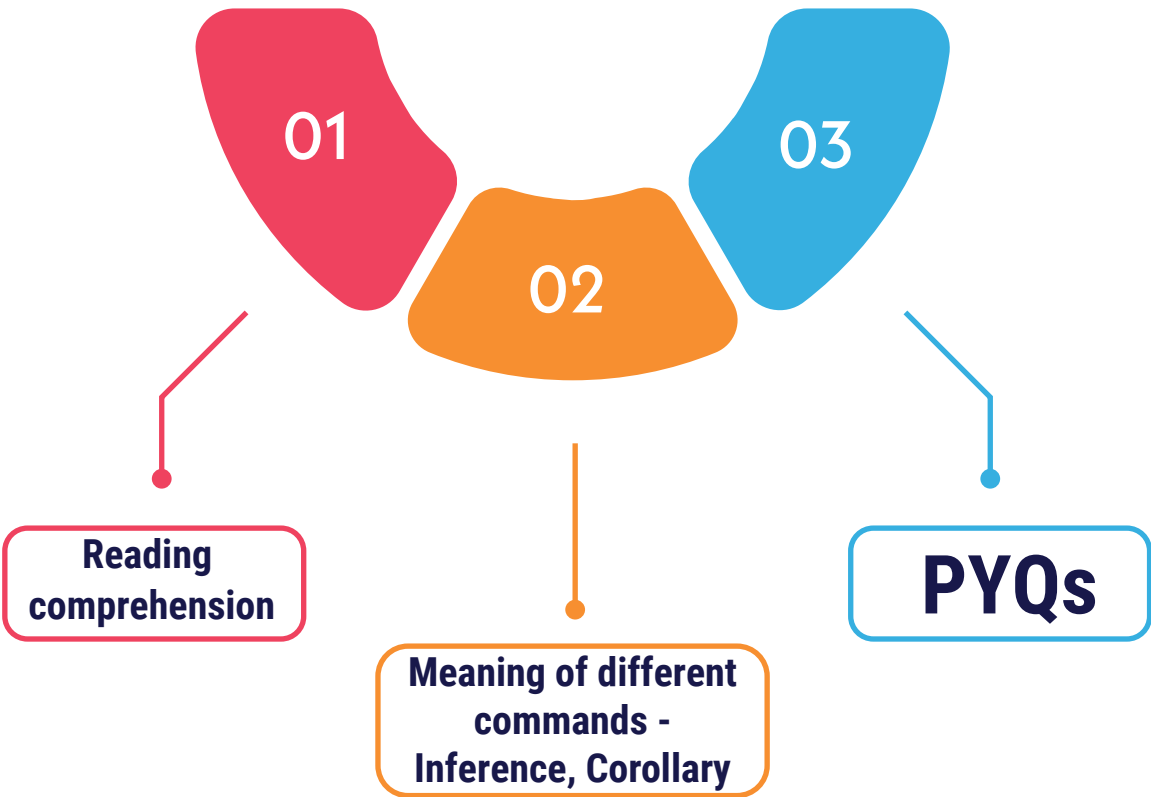 01
02
03
Reading
comprehension
Meaning of different
commands -
Inference, Corollary
PYQs